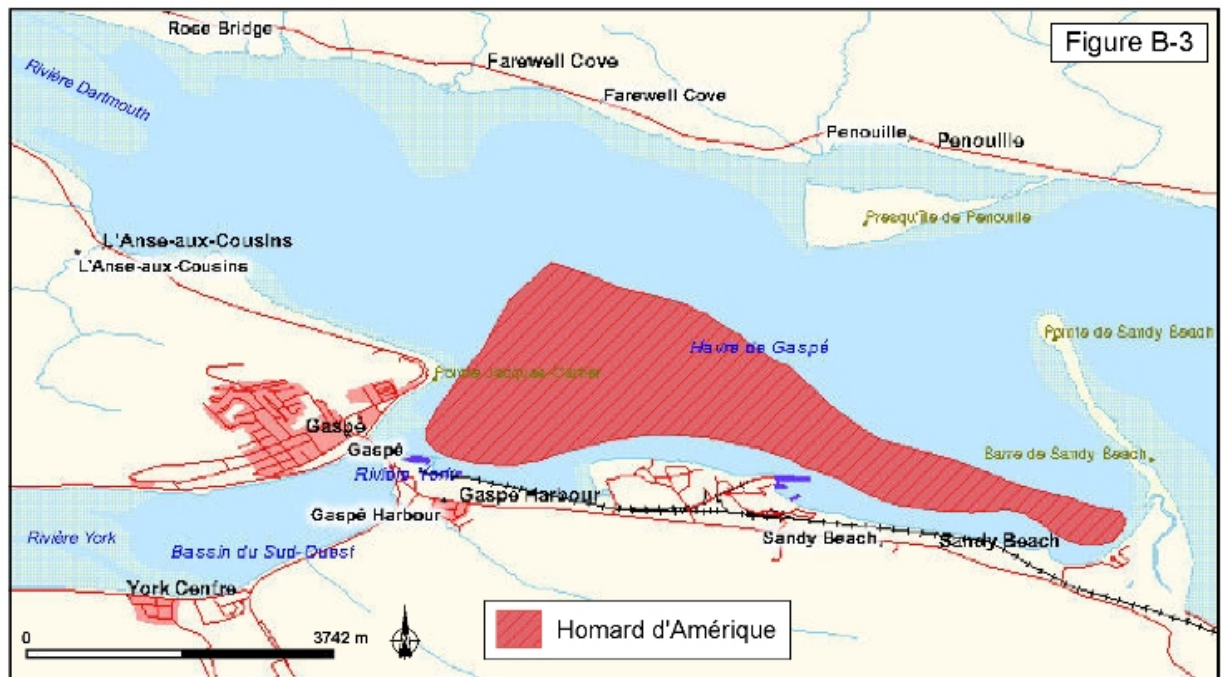 Figure B-3
Rose Bridge
Rivière Dartmouth
Farewell Cove
Farewell Cove
Penouille
Penouille
Presqu'île de Penouille
L'Anse-aux-Cousins
L'Anse-aux-Cousins
Pointe de Sandy Beach
Havre de Gaspé
Pointe Jacques-Cartier
Gaspé
Gaspé
Barre de Sandy Beach
Rivière York
Gaspé Harbour
Gaspé Harbour
Rivière York
Bassin du Sud-Ouest
Sandy Beach
Sandy Beach
York Centre
0
3742 m
Homard d'Amérique